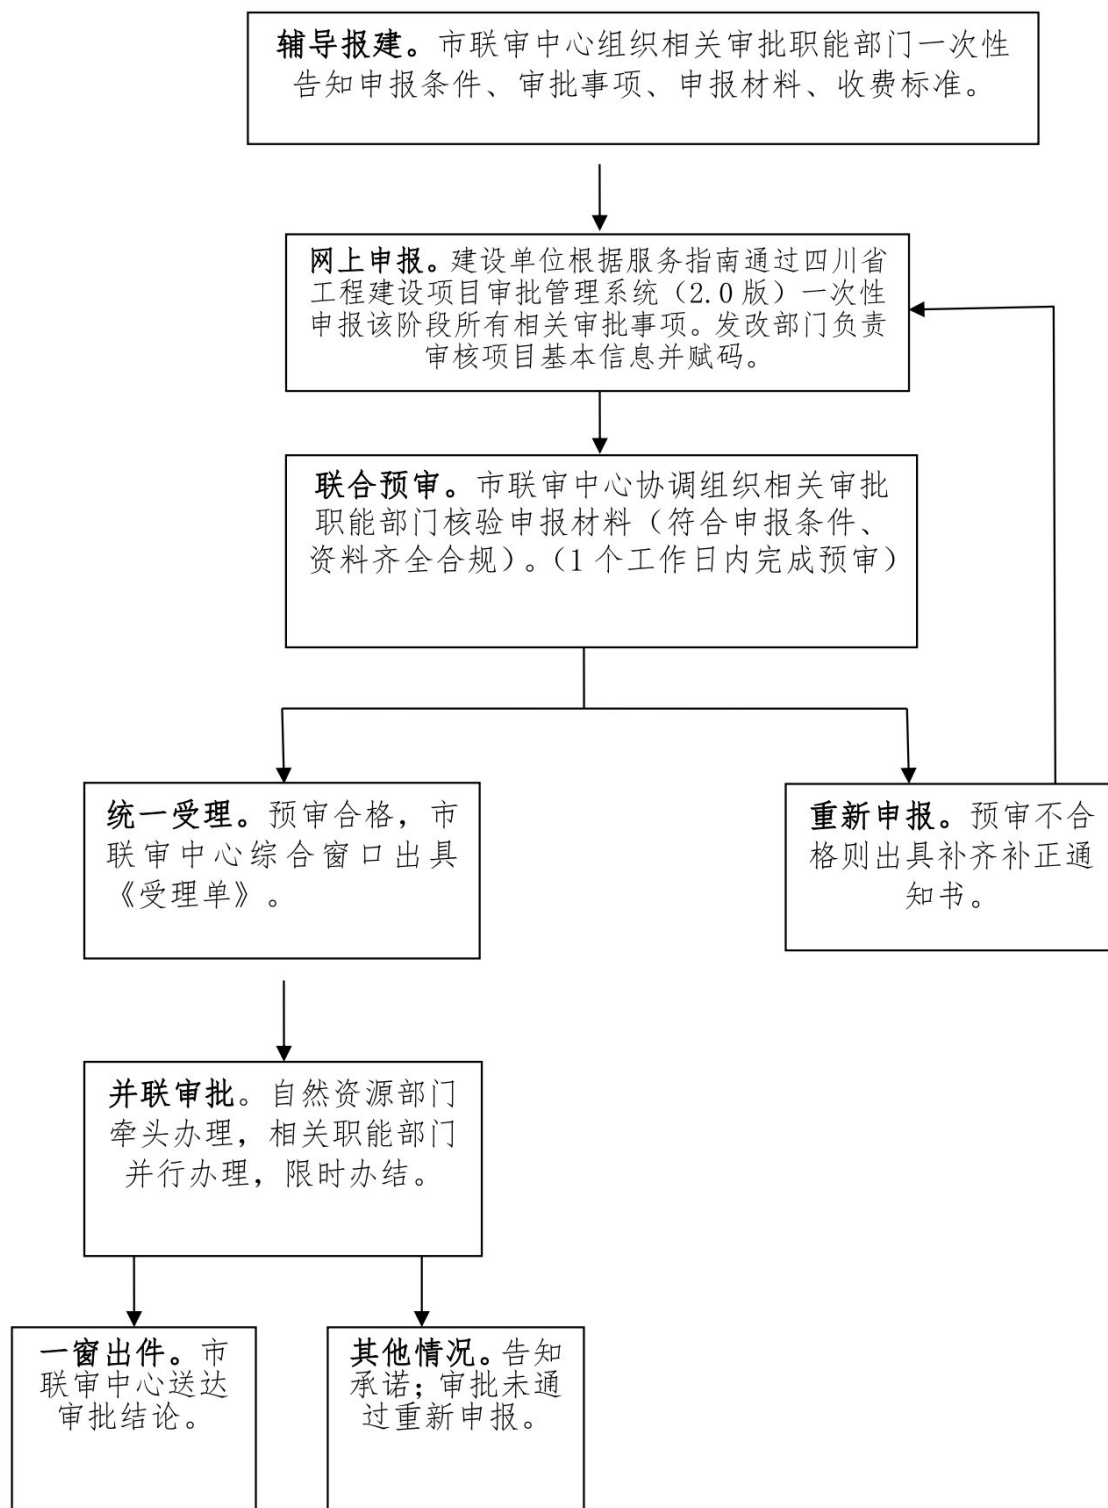 辅导报建。市联审中心组织相关审批职能部门一次性
告知申报条件、审批事项、申报材料、收费标准。
网上申报。建设单位根据服务指南通过四川省
工程建设项目审批管理系统（2.0版）一次性
申报该阶段所有相关审批事项。发改部门负责
审核项目基本信息并赋码。
联合预审。市联审中心协调组织相关审批
职能部门核验申报材料（符合申报条件、
资料齐全合规）。（1个工作日内完成预审）
统一受理。预审合格，市
联审中心综合窗口出具
《受理单》。
重新申报。预审不合
格则出具补齐补正通
知书。
并联审批。自然资源部门
牵头办理，相关职能部门
并行办理，限时办结。
一窗出件。市
联审中心送达
审批结论。
其他情况。告知
承诺；审批未通
过重新申报。